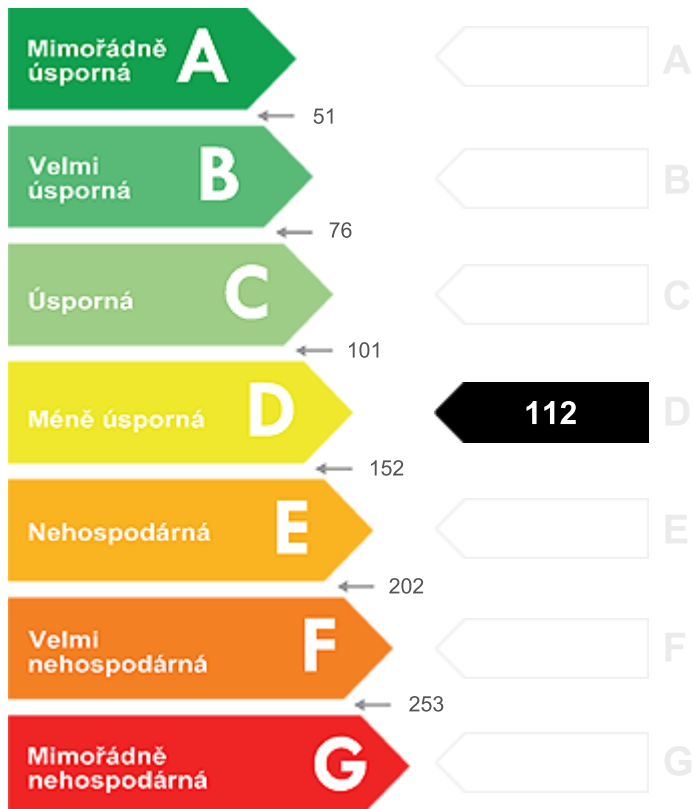 Mimořádně
úsporná
A
A
51
Velmi
úsporná
B
B
76
Úsporná
C
C
101
Méně úsporná
D
112
D
152
Nehospodárná
E
E
202
Velmi
nehospodárná
F
F
253
Mimořádně
nehospodárná
G
G